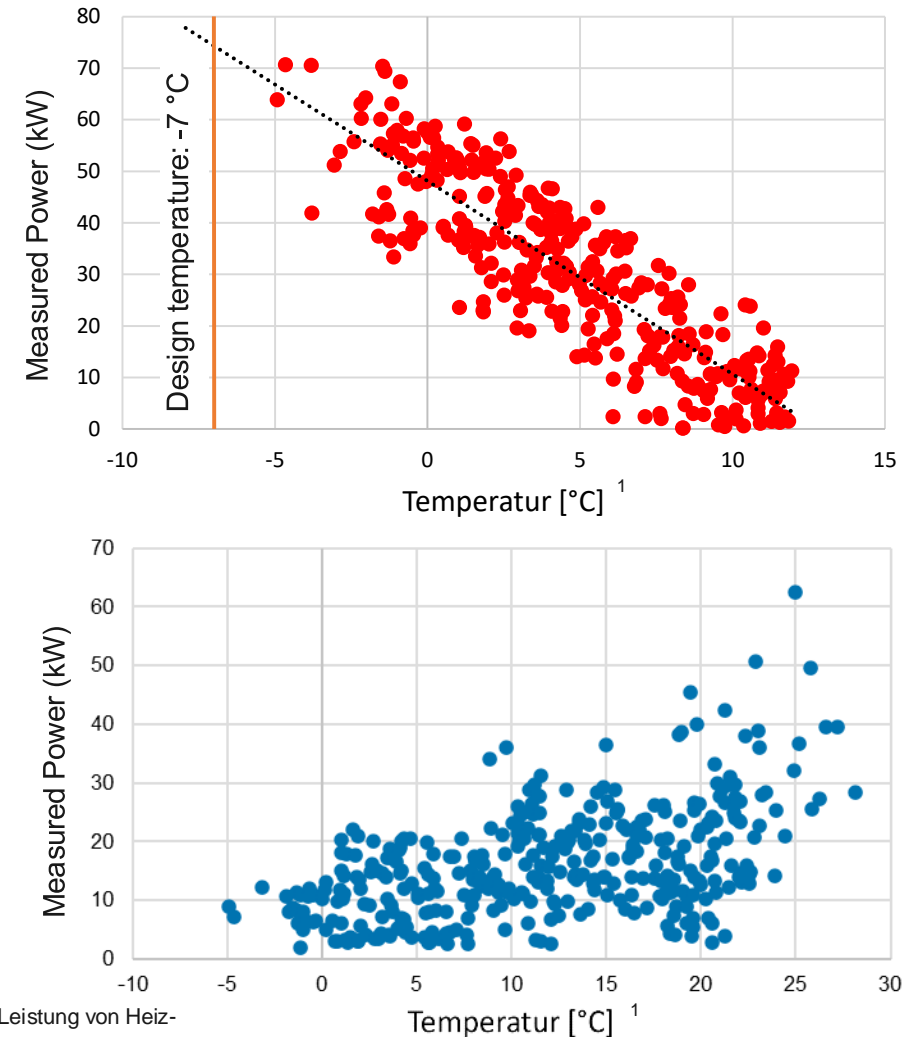 80
70
60
50
40
30
20
10
0
Measured Power (kW)
Design temperature: -7 °C
-10 -5 0 5 10 15
Temperatur [°C] 1
70
60
50
40
30
20
10
0
Measured Power (kW)
-10 -5 0 5 10 15 20 25 30
Leistung von Heiz-
Temperatur [°C] 1